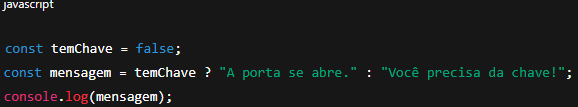 javascript
const temChave = false;
const mensagem = temChave ? "A porta se abre." : "Você precisa da chave!";
console.log(mensagem);